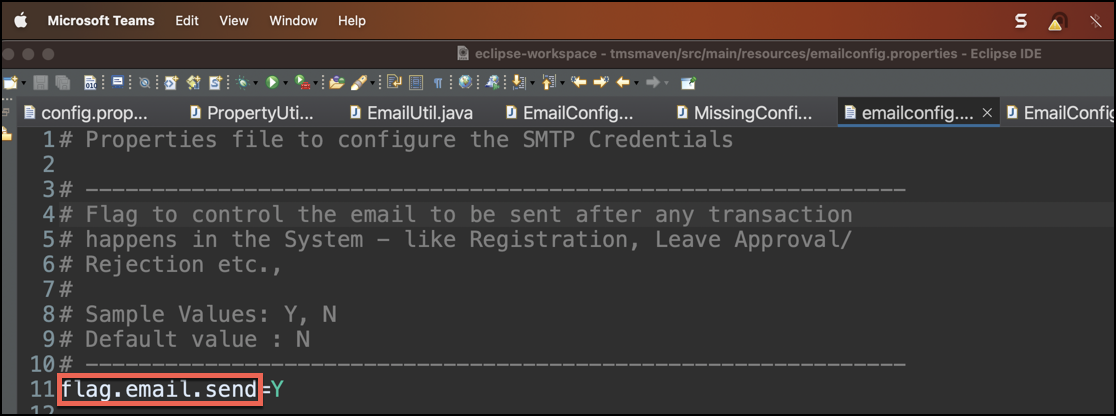 Microsoft Teams Edit View Window Help
eclipse-workspace - tmsmaven/src/main/resources/emailconfig.properties - Eclipse IDE
config.prop... PropertyUti... EmailUtil.java EmailConfig... MissingConfi... emailconfig.... EmailConfig
1 # Properties file to configure the SMTP Credentials
2
3 # --------------------------------------------------------------
4 # Flag to control the email to be sent after any transaction
5 # happens in the System - like Registration, Leave Approval/
6 # Rejection etc.,
7 #
8 # Sample Values: Y, N
9 # Default value : N
10 # --------------------------------------------------------------
11 flag.email.send=Y
12